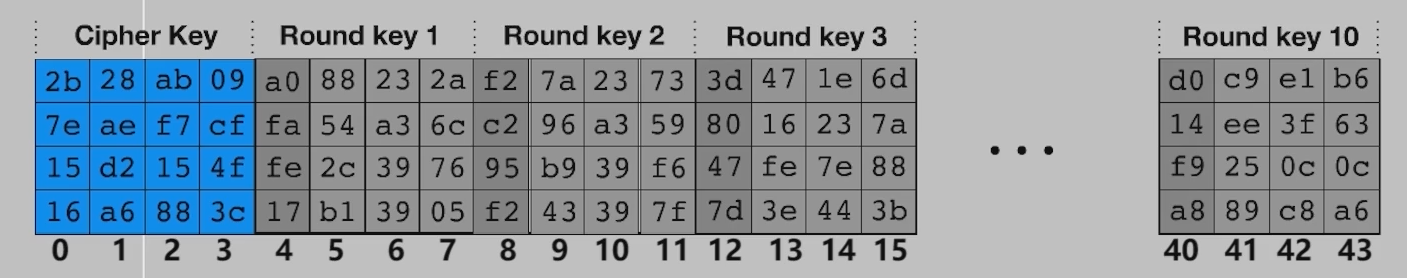 Cipher Key Round key 1 Round key 2 Round key 3 Round key 10
2b 28 ab 09 a0 88 23 2a f2 7a 23 73 3d 47 1e 6d d0 c9 e1 b6
7e ae f7 cf fa 54 a3 6c c2 96 a3 59 80 16 23 7a ... 14 ee 3f 63
15 d2 15 4f fe 2c 39 76 95 b9 39 f6 47 fe 7e 88 f9 25 0c 0c
16 a6 88 3c 17 b1 39 05 f2 43 39 7f 7d 3e 44 3b a8 89 c8 a6
0 1 2 3 4 5 6 7 8 9 10 11 12 13 14 15 40 41 42 43